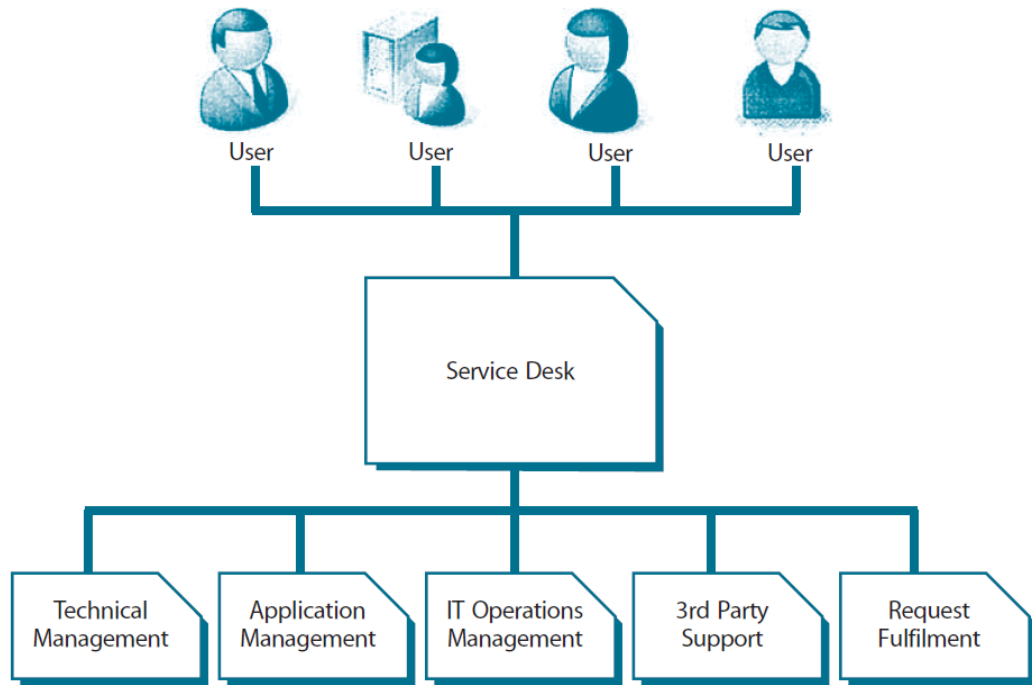 User
User
User
User
Service Desk
Technical
Management
Application
Management
IT Operations
Management
3rd Party
Support
Request
Fulfilment